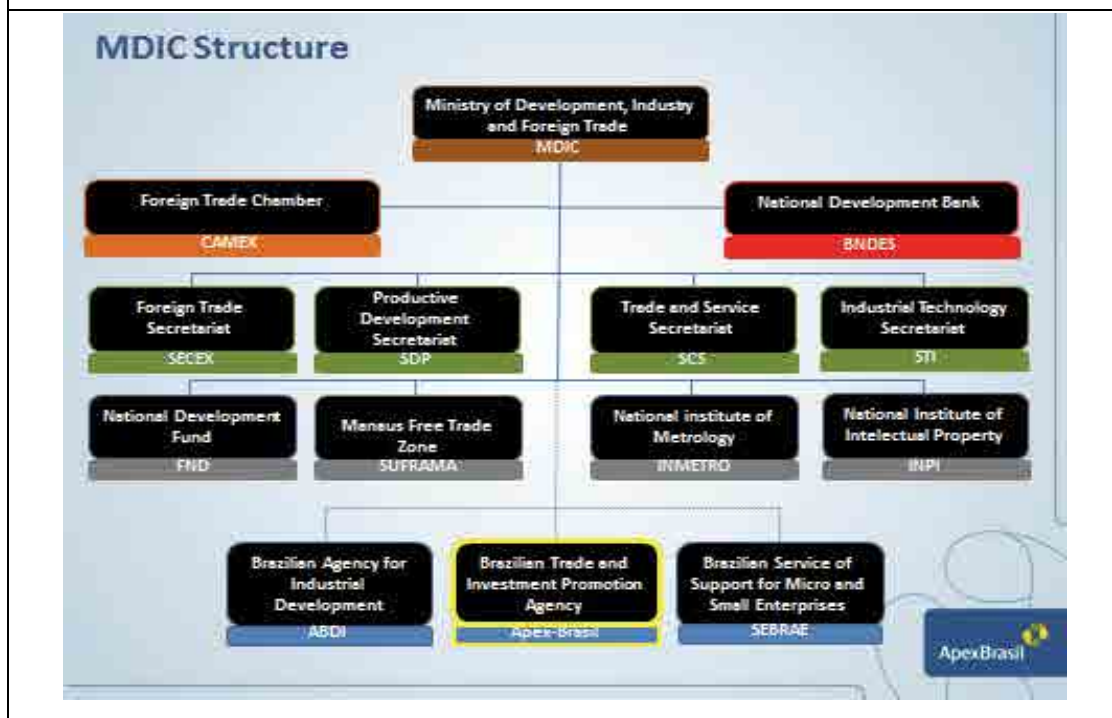 MDIC Structure
Ministry of Development, Industry
and Foreign Trade
MDIC
Foreign Trade Chamber
CAMEX
National Development Bank
BNDES
Foreign Trade
Secretariat
SECEX
Productive
Development
Secretariat
SDP
Trade and Service
Secretariat
SCS
Industrial Technology
Secretariat
STI
National Development
Fund
FND
Manaus Free Trade
Zone
SUFRAMA
National institute of
Metrology
INMETRO
National Institute of
Intelectual Property
INPI
Brazilian Agency for
Industrial
Development
ABDI
Brazilian Trade and
Investment Promotion
Agency
Apex-Brasil
Brazilian Service of
Support for Micro and
Small Enterprises
SEBRAE
ApexBrasil